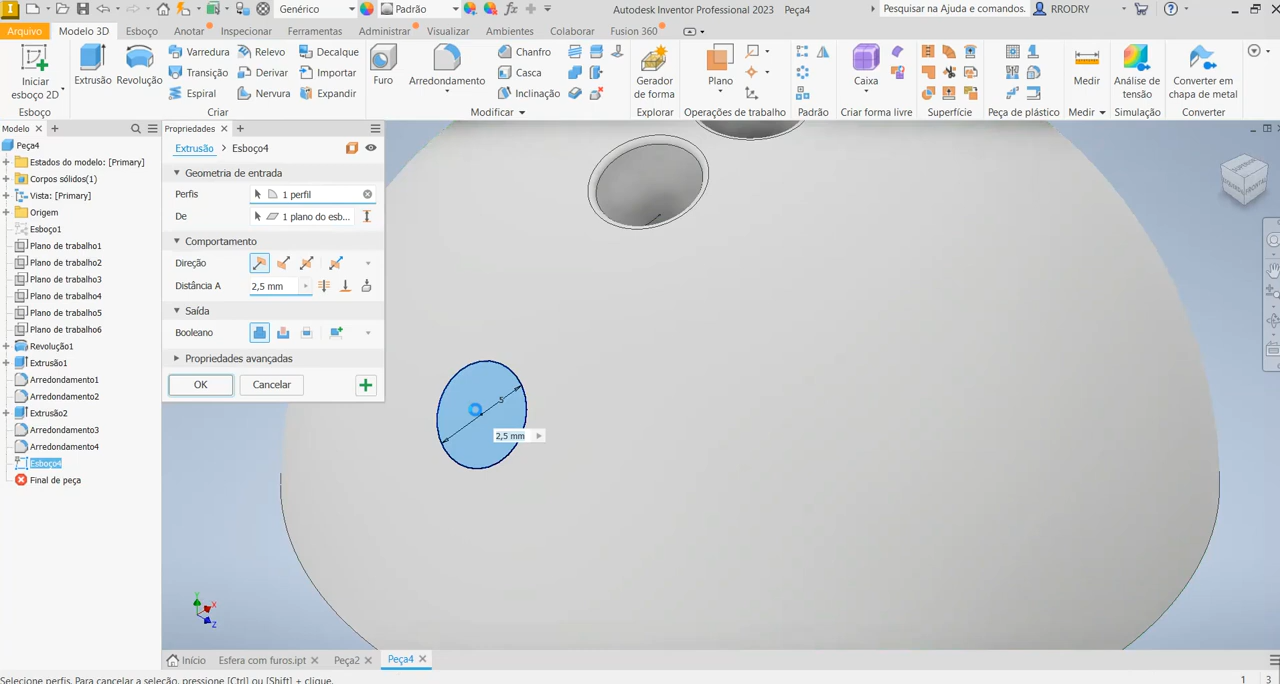 Genérico
Padrão
Autodesk Inventor Professional 2023 Peça4
Pesquisar na Ajuda e comandos.
RRODRY
Arquivo Modelo 3D Esboço Anotar Inspecionar Ferramentas Administrar Visualizar Ambientes Colaborar Fusion 360
Iniciar
esboço 2D
Extrusão
Revolução
Varredura
Relevo
Decalque
Transição
Derivar
Importar
Espiral
Nervura
Expandir
Furo
Arredondamento
Chanfro
Casca
Inclinação
Gerador
de forma
Plano
Caixa
Medir
Análise de
tensão
Converter em
chapa de metal
Esboço
Criar
Modificar
Explorar
Operações de trabalho
Padrão
Criar forma livre
Superfície
Peça de plástico
Medir
Simulação
Converter
Modelo
Peça4
Estados do modelo: [Primary]
Corpos sólidos(1)
Vista: [Primary]
Origem
Esboço1
Plano de trabalho1
Plano de trabalho2
Plano de trabalho3
Plano de trabalho4
Plano de trabalho5
Plano de trabalho6
Revolução1
Extrusão1
Arredondamento1
Arredondamento2
Extrusão2
Arredondamento3
Arredondamento4
Esboço4
Final de peça
Propriedades
Extrusão > Esboço4
Geometria de entrada
Perfis 1 perfil
De 1 plano do esb...
Comportamento
Direção
Distância A 2,5 mm
Saída
Booleano
Propriedades avançadas
OK Cancelar
5
2,5 mm
Y
X
Z
Início Esfera com furos.ipt Peça2 Peça4
Selecione perfis. Para cancelar a seleção, pressione [Ctrl] ou [Shift] + clique.
1 3